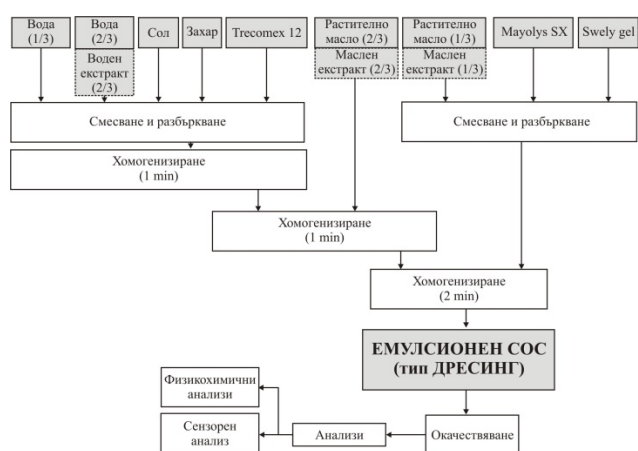 Вода
(1/3)
Вода
(2/3)
Воден
екстракт
(2/3)
Сол
Захар
Trecomex 12
Растително
масло (2/3)
Маслен
екстракт (2/3)
Растително
масло (1/3)
Маслен
екстракт (1/3)
Mayolys SX
Swely gel
Смесване и разбъркване
Смесване и разбъркване
Хомогенизиране
(1 min)
Хомогенизиране
(1 min)
Хомогенизиране
(2 min)
ЕМУЛСИОНЕН СОС
(тип ДРЕСИНГ)
Физикохимични
анализи
Сензорен
анализ
Анализи
Окачествяване